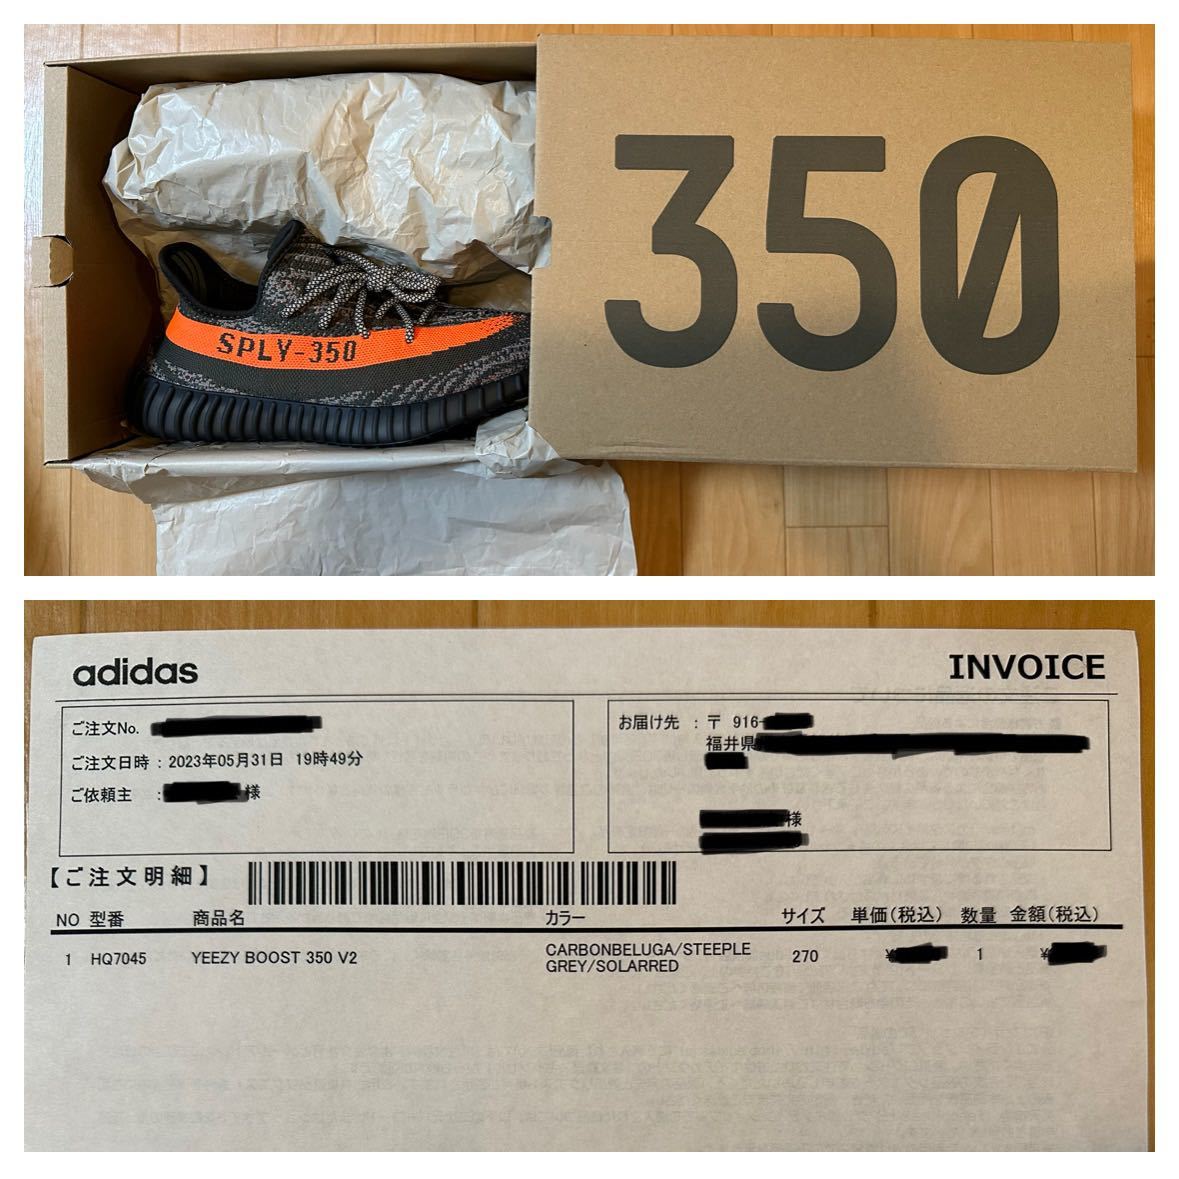 350
SPLY-350
adidas
INVOICE
ご注文No.
ご注文日時 : 2023年05月31日 19時49分
ご依頼主 : 様
お届け先 : 〒 916-
福井県
様
【ご注文明細】
NO 型番 商品名 カラー サイズ 単価(税込) 数量 金額(税込)
1 HQ7045 YEEZY BOOST 350 V2 CARBONBELUGA/STEEPLE 270 ¥ 1 ¥
GREY/SOLARRED